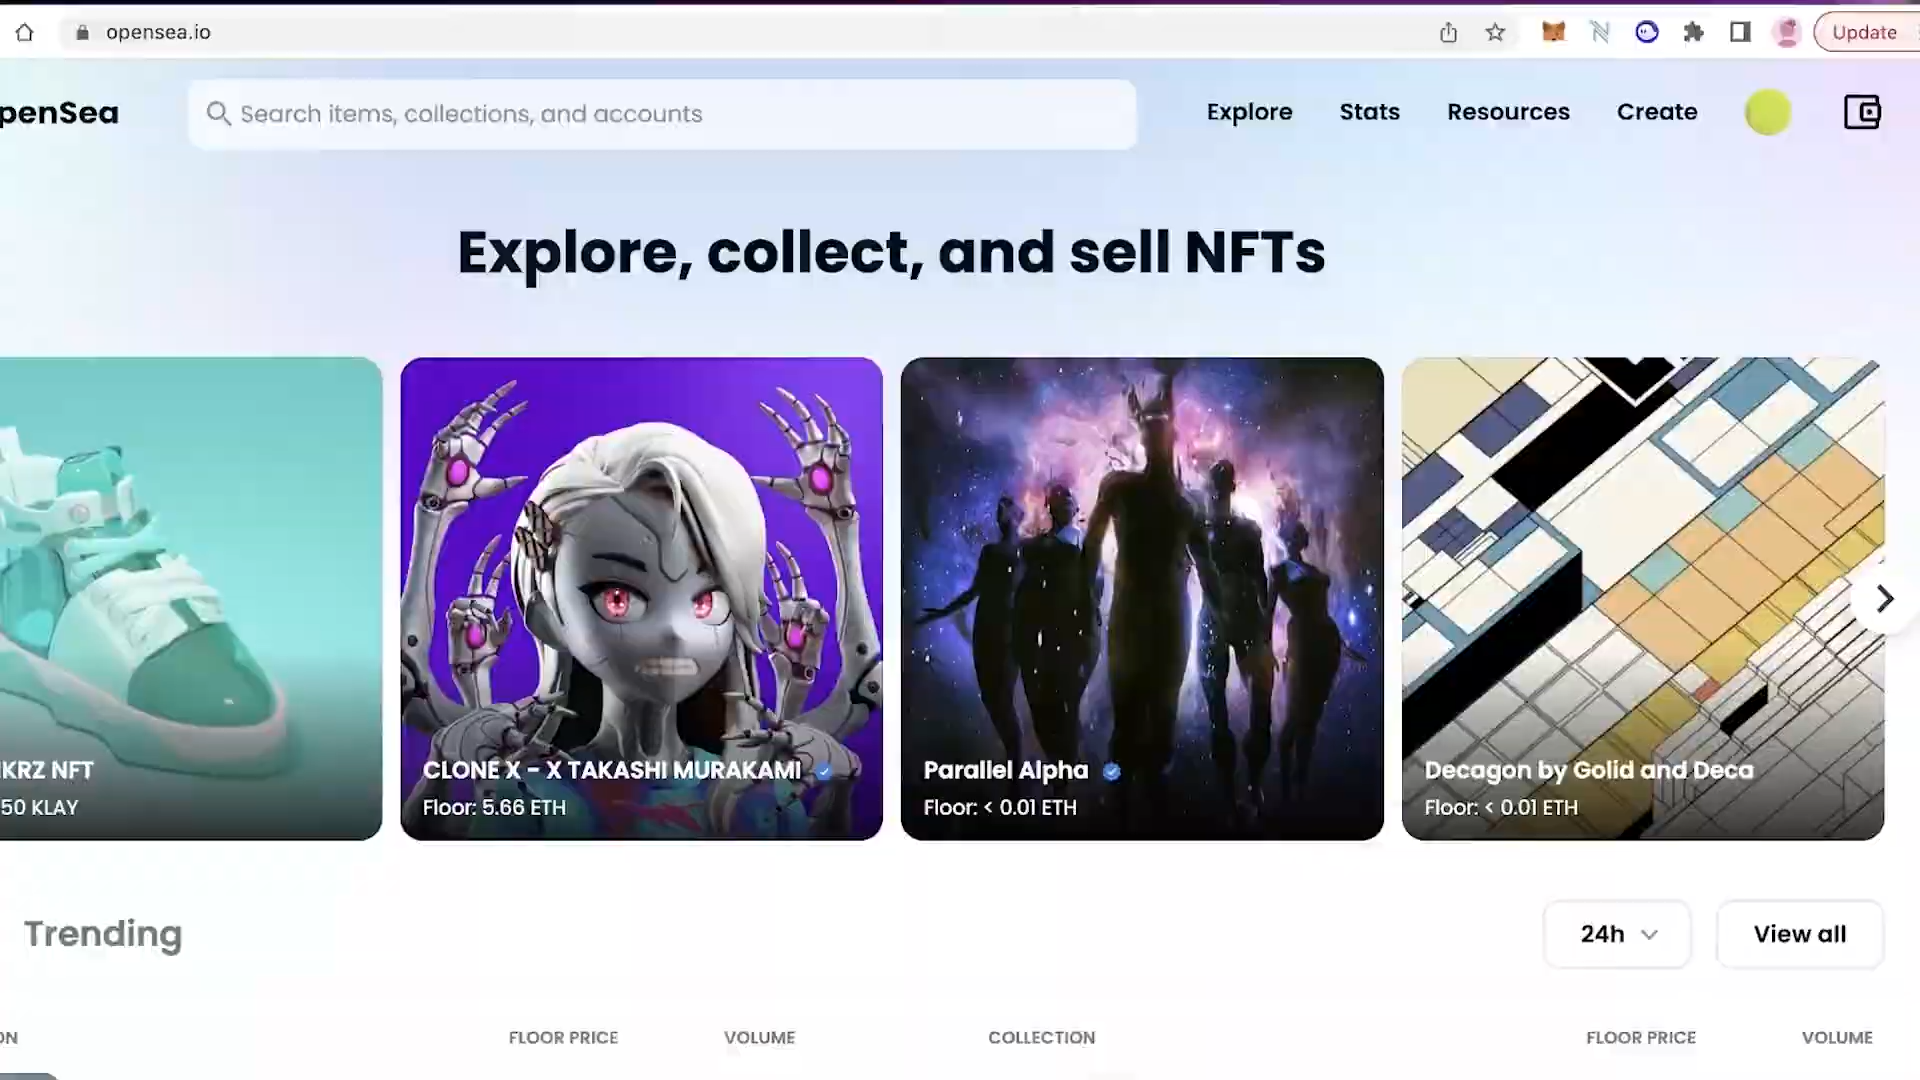 opensea.io
Update
penSea
Search items, collections, and accounts
Explore
Stats
Resources
Create
Explore, collect, and sell NFTs
KRZ NFT
50 KLAY
CLONE X - X TAKASHI MURAKAMI
Floor: 5.66 ETH
Parallel Alpha
Floor: < 0.01 ETH
Decagon by Golid and Deca
Floor: < 0.01 ETH
Trending
24h
View all
ON
FLOOR PRICE
VOLUME
COLLECTION
FLOOR PRICE
VOLUME